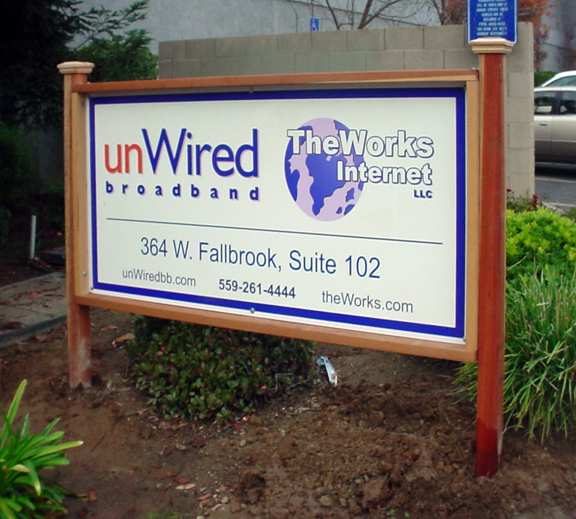 unWired
broadband
TheWorks
Internet
LLC
364 W. Fallbrook, Suite 102
unWiredbb.com 559-261-4444 theWorks.com